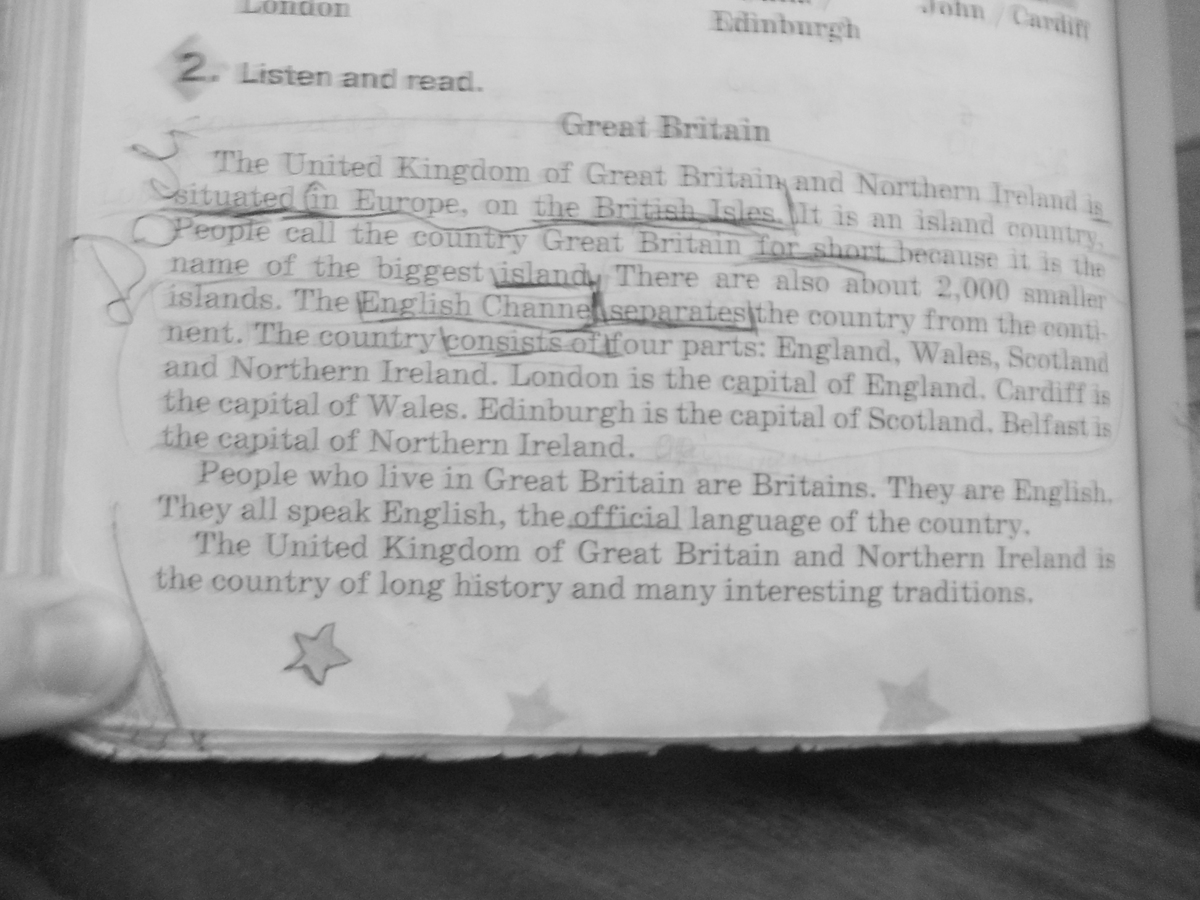 London
Edinburgh
John / Cardiff
2. Listen and read.
Great Britain
The United Kingdom of Great Britain and Northern Ireland is
situated in Europe, on the British Isles. It is an island country.
People call the country Great Britain for short because it is the
name of the biggest island. There are also about 2,000 smaller
islands. The English Channel separates the country from the conti-
nent. The country consists of four parts: England, Wales, Scotland
and Northern Ireland. London is the capital of England. Cardiff is
the capital of Wales. Edinburgh is the capital of Scotland. Belfast is
the capital of Northern Ireland.
People who live in Great Britain are Britains. They are English.
They all speak English, the official language of the country.
The United Kingdom of Great Britain and Northern Ireland is
the country of long history and many interesting traditions.